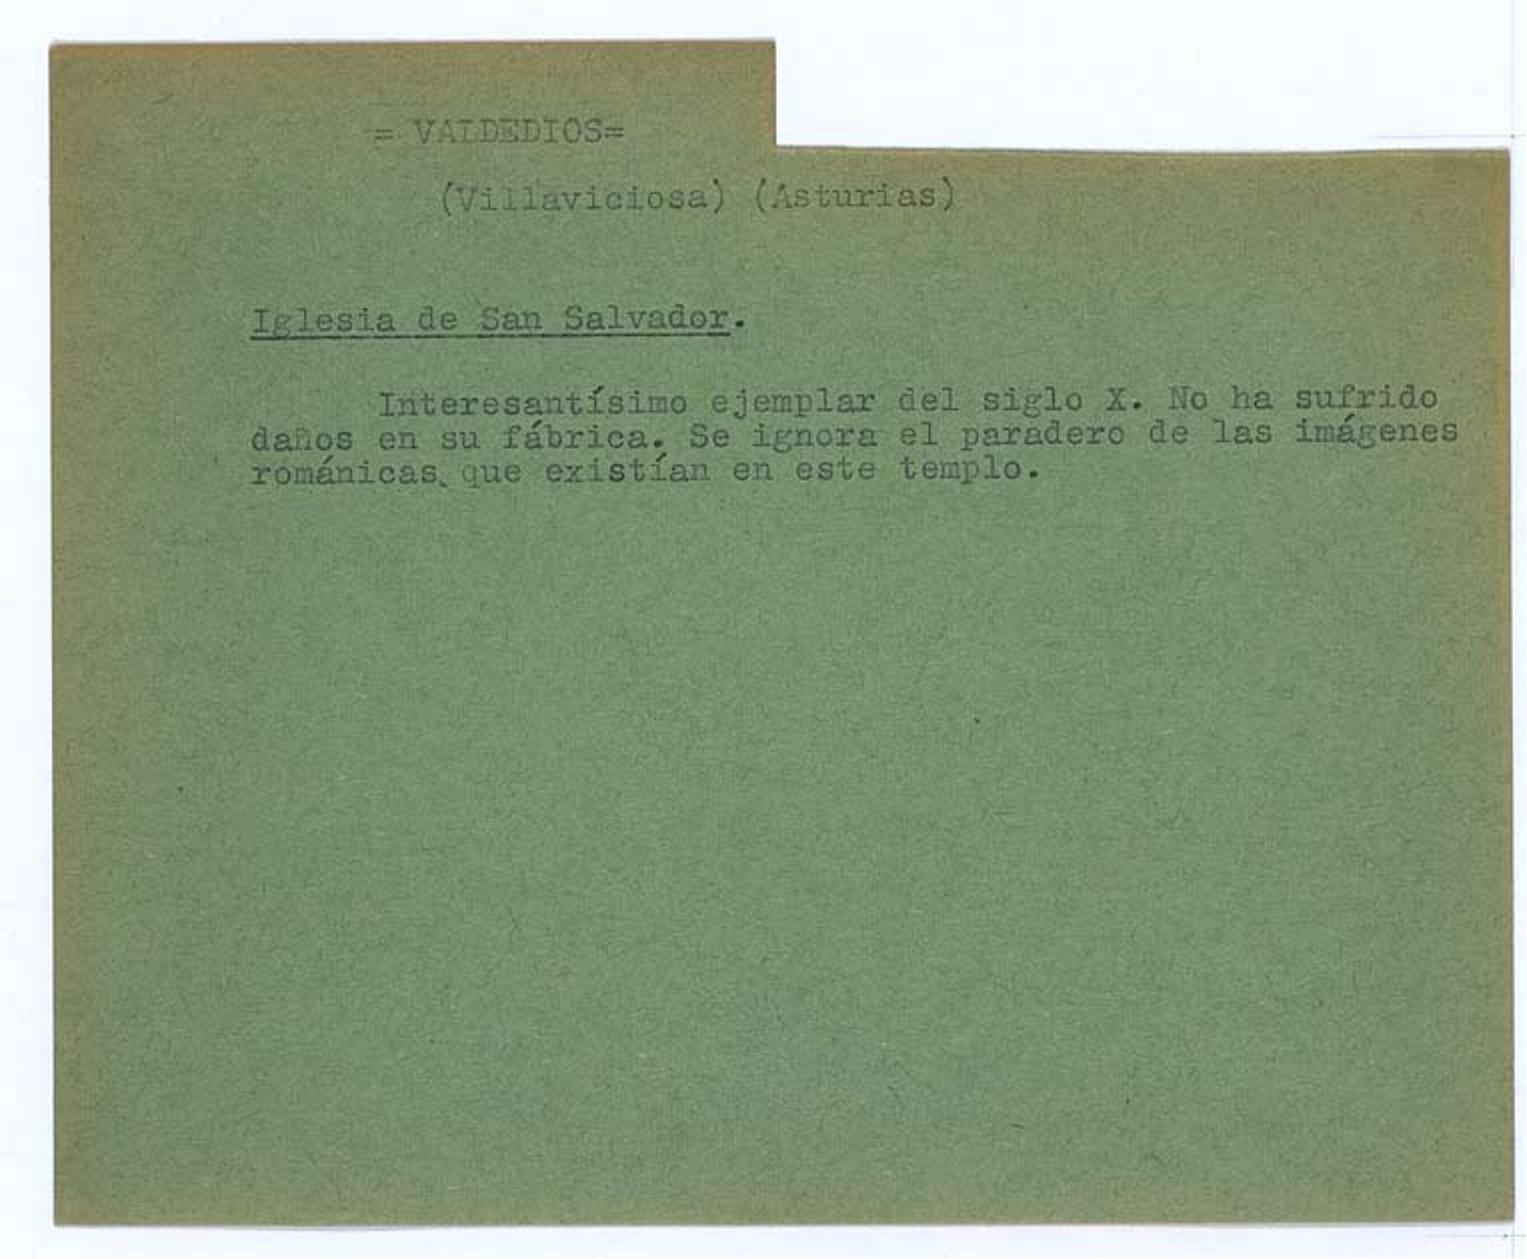 = VALDEDIOS=
(Villaviciosa) (Asturias)
Iglesia de San Salvador.
Interesantísimo ejemplar del siglo X. No ha sufrido
daños en su fábrica. Se ignora el paradero de las imágenes
románicas, que existían en este templo.